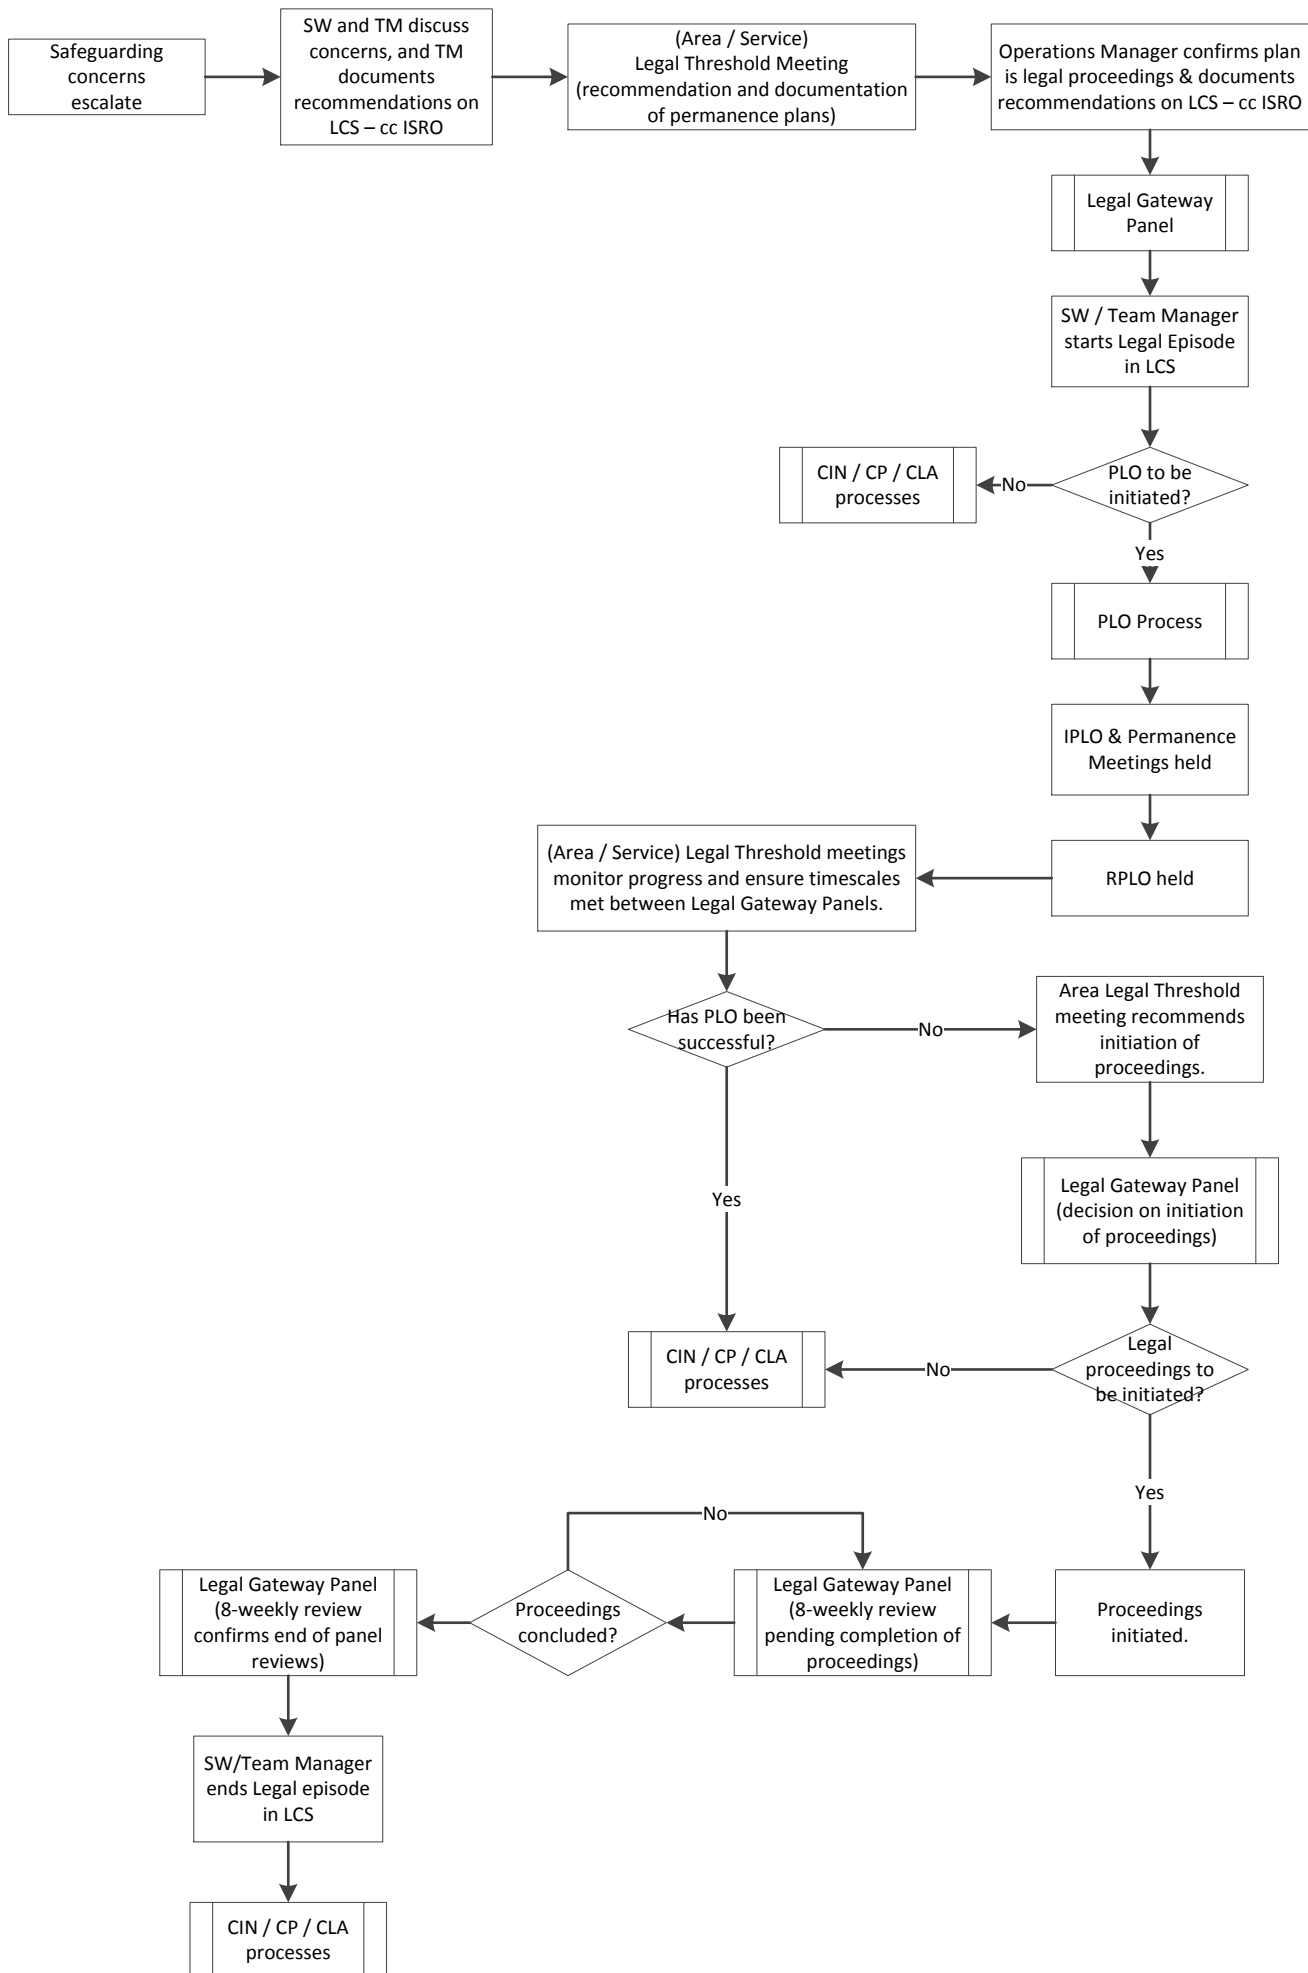 Safeguarding
concerns
escalate
SW and TM discuss
concerns, and TM
documents
recommendations on
LCS – cc ISRO
(Area / Service)
Legal Threshold Meeting
(recommendation and documentation
of permanence plans)
Operations Manager confirms plan
is legal proceedings & documents
recommendations on LCS – cc ISRO
Legal Gateway
Panel
SW / Team Manager
starts Legal Episode
in LCS
PLO to be
initiated?
No
CIN / CP / CLA
processes
Yes
PLO Process
IPLO & Permanence
Meetings held
RPLO held
(Area / Service) Legal Threshold meetings
monitor progress and ensure timescales
met between Legal Gateway Panels.
Has PLO been
successful?
No
Area Legal Threshold
meeting recommends
initiation of
proceedings.
Yes
Legal Gateway Panel
(decision on initiation
of proceedings)
Legal
proceedings to
be initiated?
No
CIN / CP / CLA
processes
Yes
Proceedings
initiated.
Legal Gateway Panel
(8-weekly review
pending completion of
proceedings)
Proceedings
concluded?
No
Legal Gateway Panel
(8-weekly review
confirms end of panel
reviews)
SW/Team Manager
ends Legal episode
in LCS
CIN / CP / CLA
processes